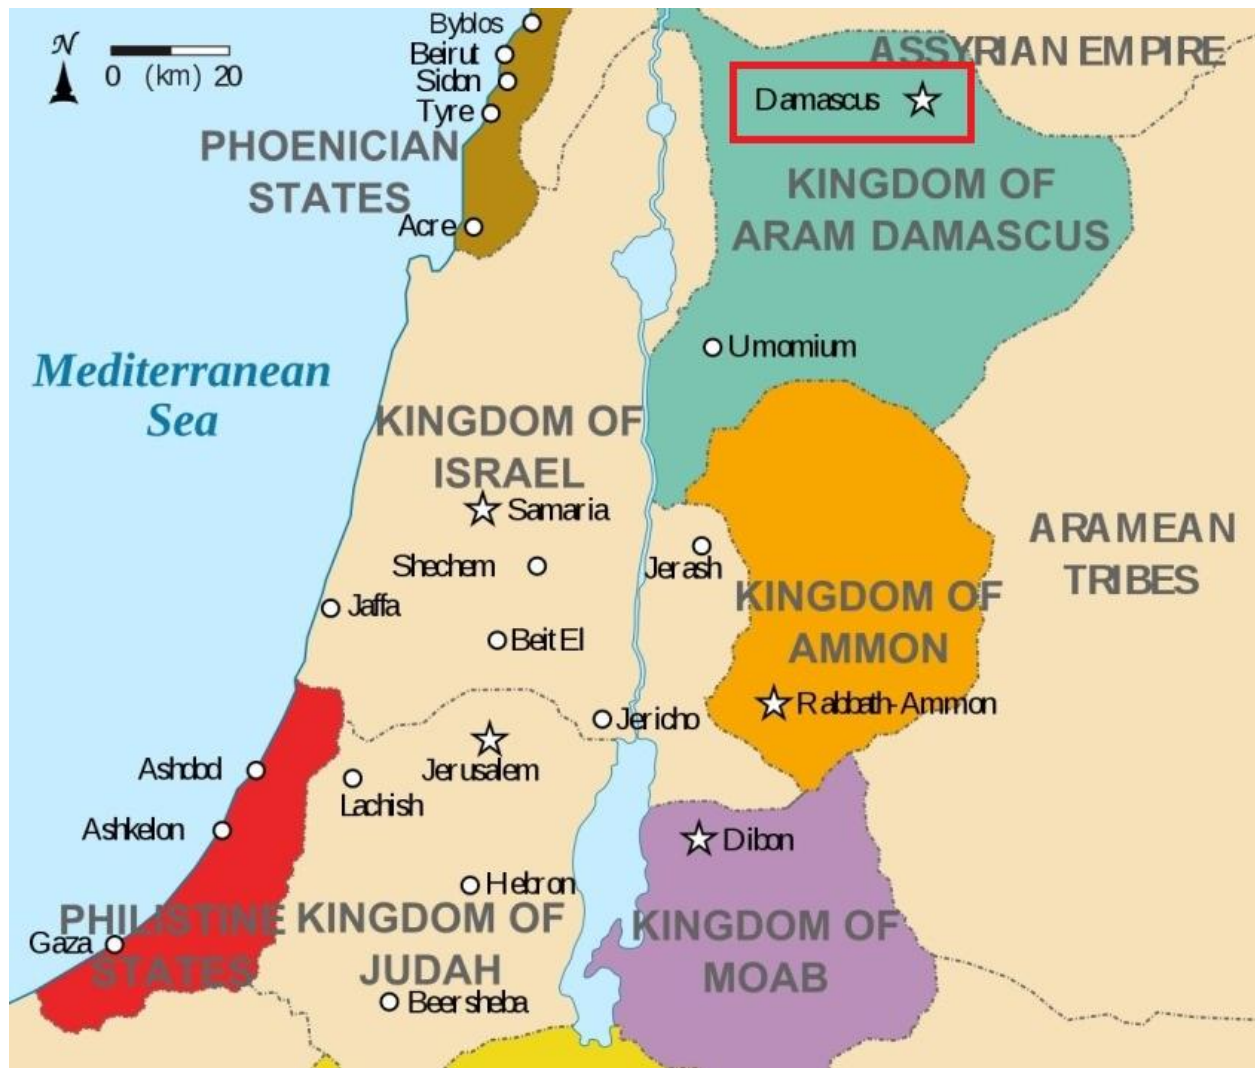 Byblos
N
0 (km) 20
Beirut
Sidon
Tyre
ASSYRIAN EMPIRE
Damascus
PHOENICIAN
STATES
KINGDOM OF
ARAM DAMASCUS
Acre
Umomium
Mediterranean
Sea
KINGDOM OF
ISRAEL
Samaria
Shechem
Jerash
ARAMEAN
TRIBES
Jaffa
Beit El
KINGDOM OF
AMMON
Rabbath-Ammon
Jericho
Jerusalem
Ashdod
Lachish
Ashkelon
Dibon
Hebron
PHILISTINE
STATES
Gaza
KINGDOM OF
JUDAH
KINGDOM OF
MOAB
Beersheba